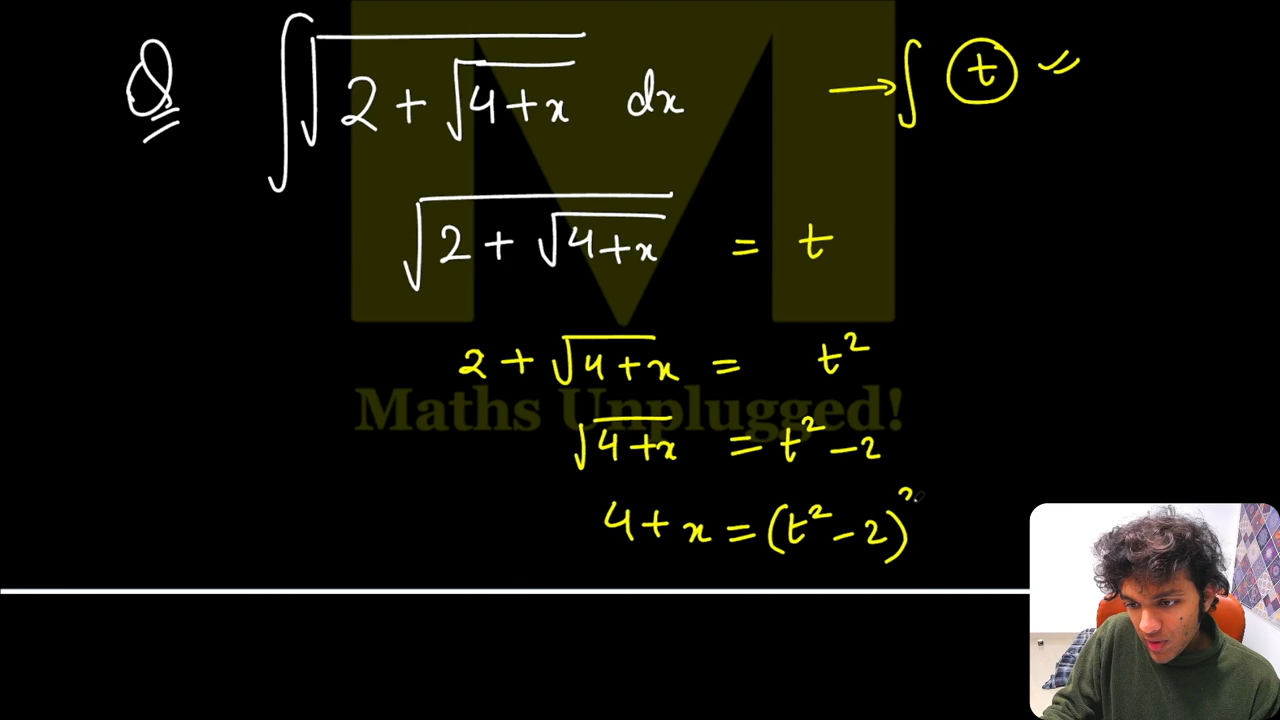 Q ∫√(2 + √(4+x)) dx → ∫ t
√(2 + √(4+x)) = t
2 + √(4+x) = t²
Maths Unplugged!
√(4+x) = t² - 2
4 + x = (t² - 2)²